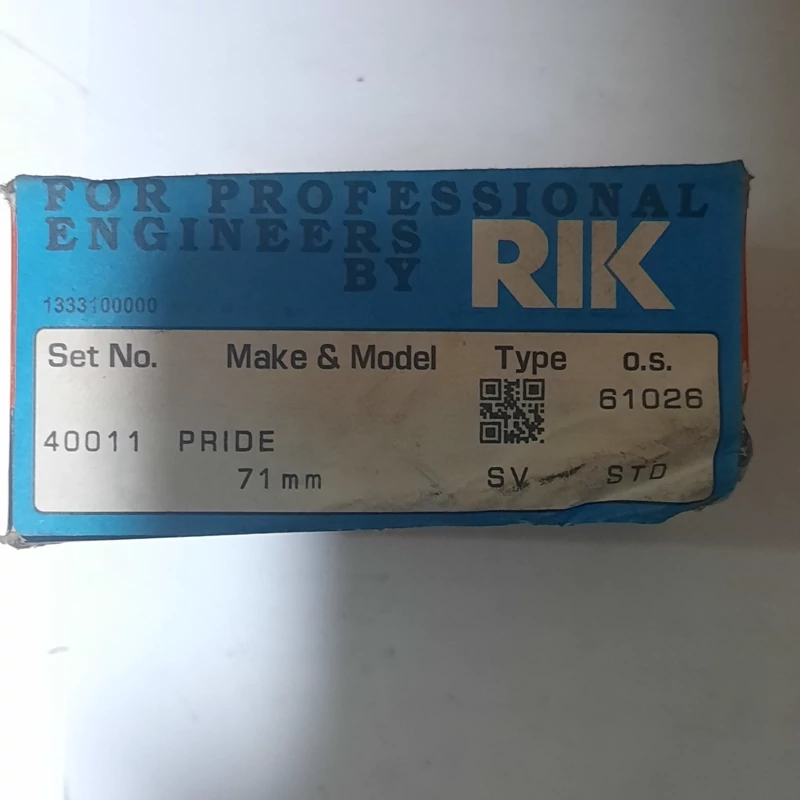 FOR PROFESSIONAL
ENGINEERS
BY RIK
1333100000
Set No. Make & Model Type o.s.
61026
40011 PRIDE
71mm SV STD